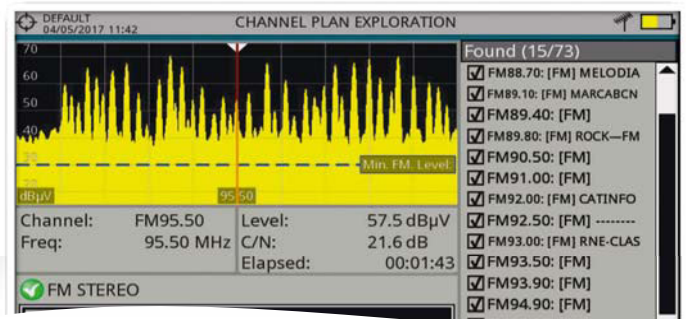 DEFAULT
04/05/2017 11:42
CHANNEL PLAN EXPLORATION
70
60
50
40
Min. FM. Level:
dBµV
95.50
Channel: FM95.50
Freq: 95.50 MHz
Level: 57.5 dBµV
C/N: 21.6 dB
Elapsed: 00:01:43
FM STEREO
Found (15/73)
FM88.70: [FM] MELODIA
FM89.10: [FM] MARCABCN
FM89.40: [FM]
FM89.80: [FM] ROCK—FM
FM90.50: [FM]
FM91.00: [FM]
FM92.00: [FM] CATINFO
FM92.50: [FM] --------
FM93.00: [FM] RNE-CLAS
FM93.50: [FM]
FM93.90: [FM]
FM94.90: [FM]